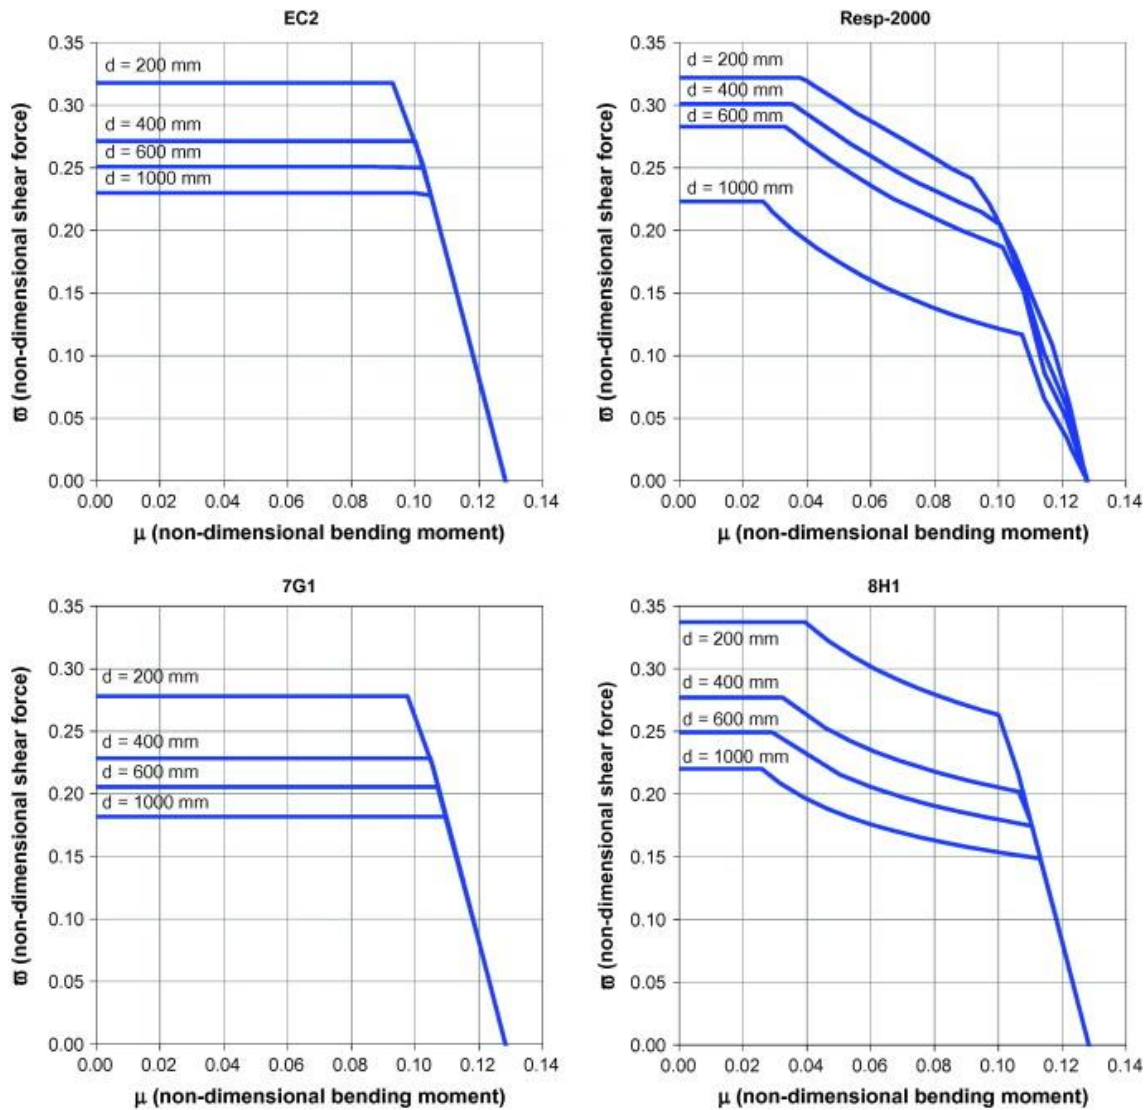 EC2
0.35
0.30
0.25
0.20
0.15
0.10
0.05
0.00
ϖ (non-dimensional shear force)
d = 200 mm
d = 400 mm
d = 600 mm
d = 1000 mm
0.00 0.02 0.04 0.06 0.08 0.10 0.12 0.14
μ (non-dimensional bending moment)
Resp-2000
0.35
0.30
0.25
0.20
0.15
0.10
0.05
0.00
ϖ (non-dimensional shear force)
d = 200 mm
d = 400 mm
d = 600 mm
d = 1000 mm
0.00 0.02 0.04 0.06 0.08 0.10 0.12 0.14
μ (non-dimensional bending moment)
7G1
0.35
0.30
0.25
0.20
0.15
0.10
0.05
0.00
ϖ (non-dimensional shear force)
d = 200 mm
d = 400 mm
d = 600 mm
d = 1000 mm
0.00 0.02 0.04 0.06 0.08 0.10 0.12 0.14
μ (non-dimensional bending moment)
8H1
0.35
0.30
0.25
0.20
0.15
0.10
0.05
0.00
ϖ (non-dimensional shear force)
d = 200 mm
d = 400 mm
d = 600 mm
d = 1000 mm
0.00 0.02 0.04 0.06 0.08 0.10 0.12 0.14
μ (non-dimensional bending moment)